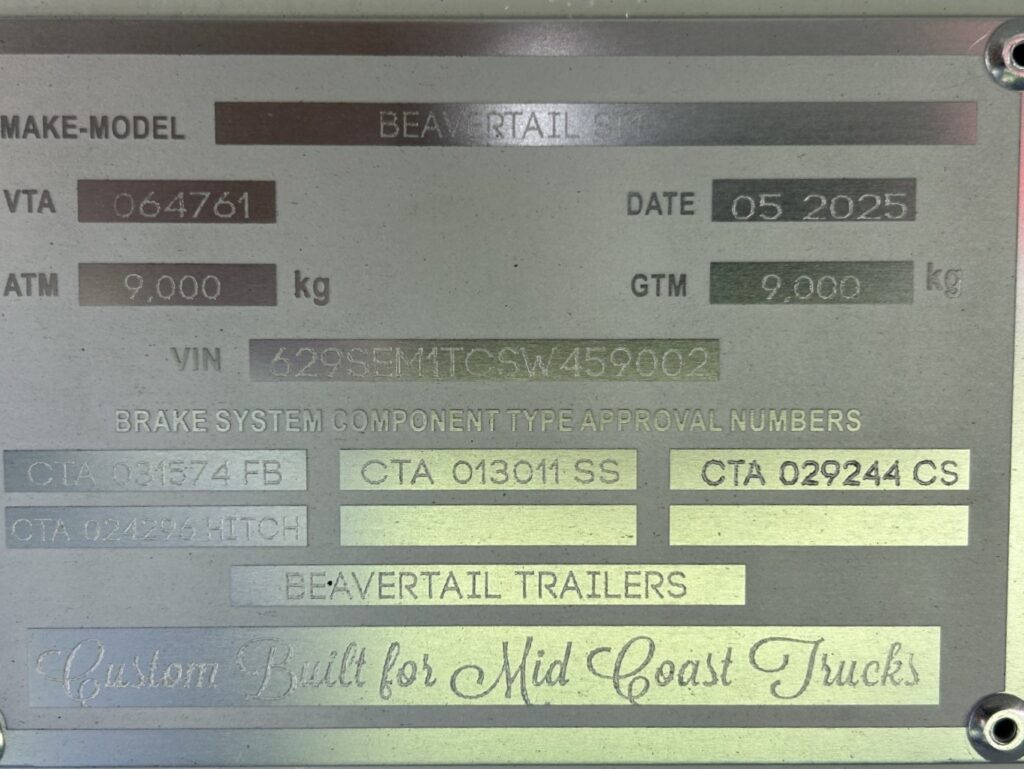 MAKE-MODEL BEAVERTAIL
VTA 064761 DATE 05 2025
ATM 9,000 kg GTM 9,000 kg
VIN 629SEM1TCSW459002
BRAKE SYSTEM COMPONENT TYPE APPROVAL NUMBERS
CTA 031574 FB CTA 013011 SS CTA 029244 CS
CTA 024296 HITCH
BEAVERTAIL TRAILERS
Custom Built for Mid Coast Trucks